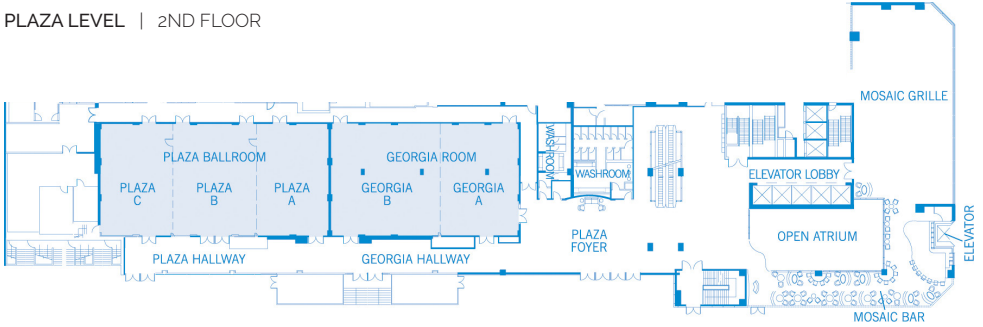 PLAZA LEVEL | 2ND FLOOR
MOSAIC GRILLE
WASHROOM
WASHROOM
PLAZA BALLROOM
GEORGIA ROOM
ELEVATOR LOBBY
PLAZA
C
PLAZA
B
PLAZA
A
GEORGIA
B
GEORGIA
A
PLAZA
FOYER
OPEN ATRIUM
ELEVATOR
PLAZA HALLWAY
GEORGIA HALLWAY
MOSAIC BAR